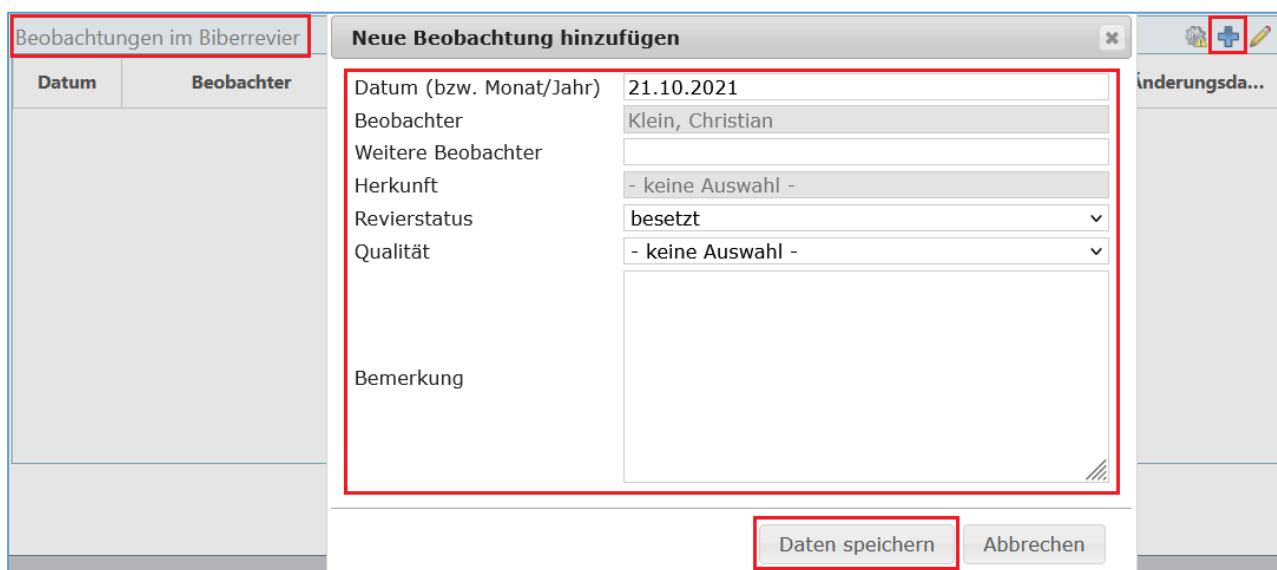 Beobachtungen im Biberrevier
Neue Beobachtung hinzufügen
Datum Beobachter Änderungsda...
Datum (bzw. Monat/Jahr) 21.10.2021
Beobachter Klein, Christian
Weitere Beobachter
Herkunft - keine Auswahl -
Revierstatus besetzt
Qualität - keine Auswahl -
Bemerkung
Daten speichern Abbrechen